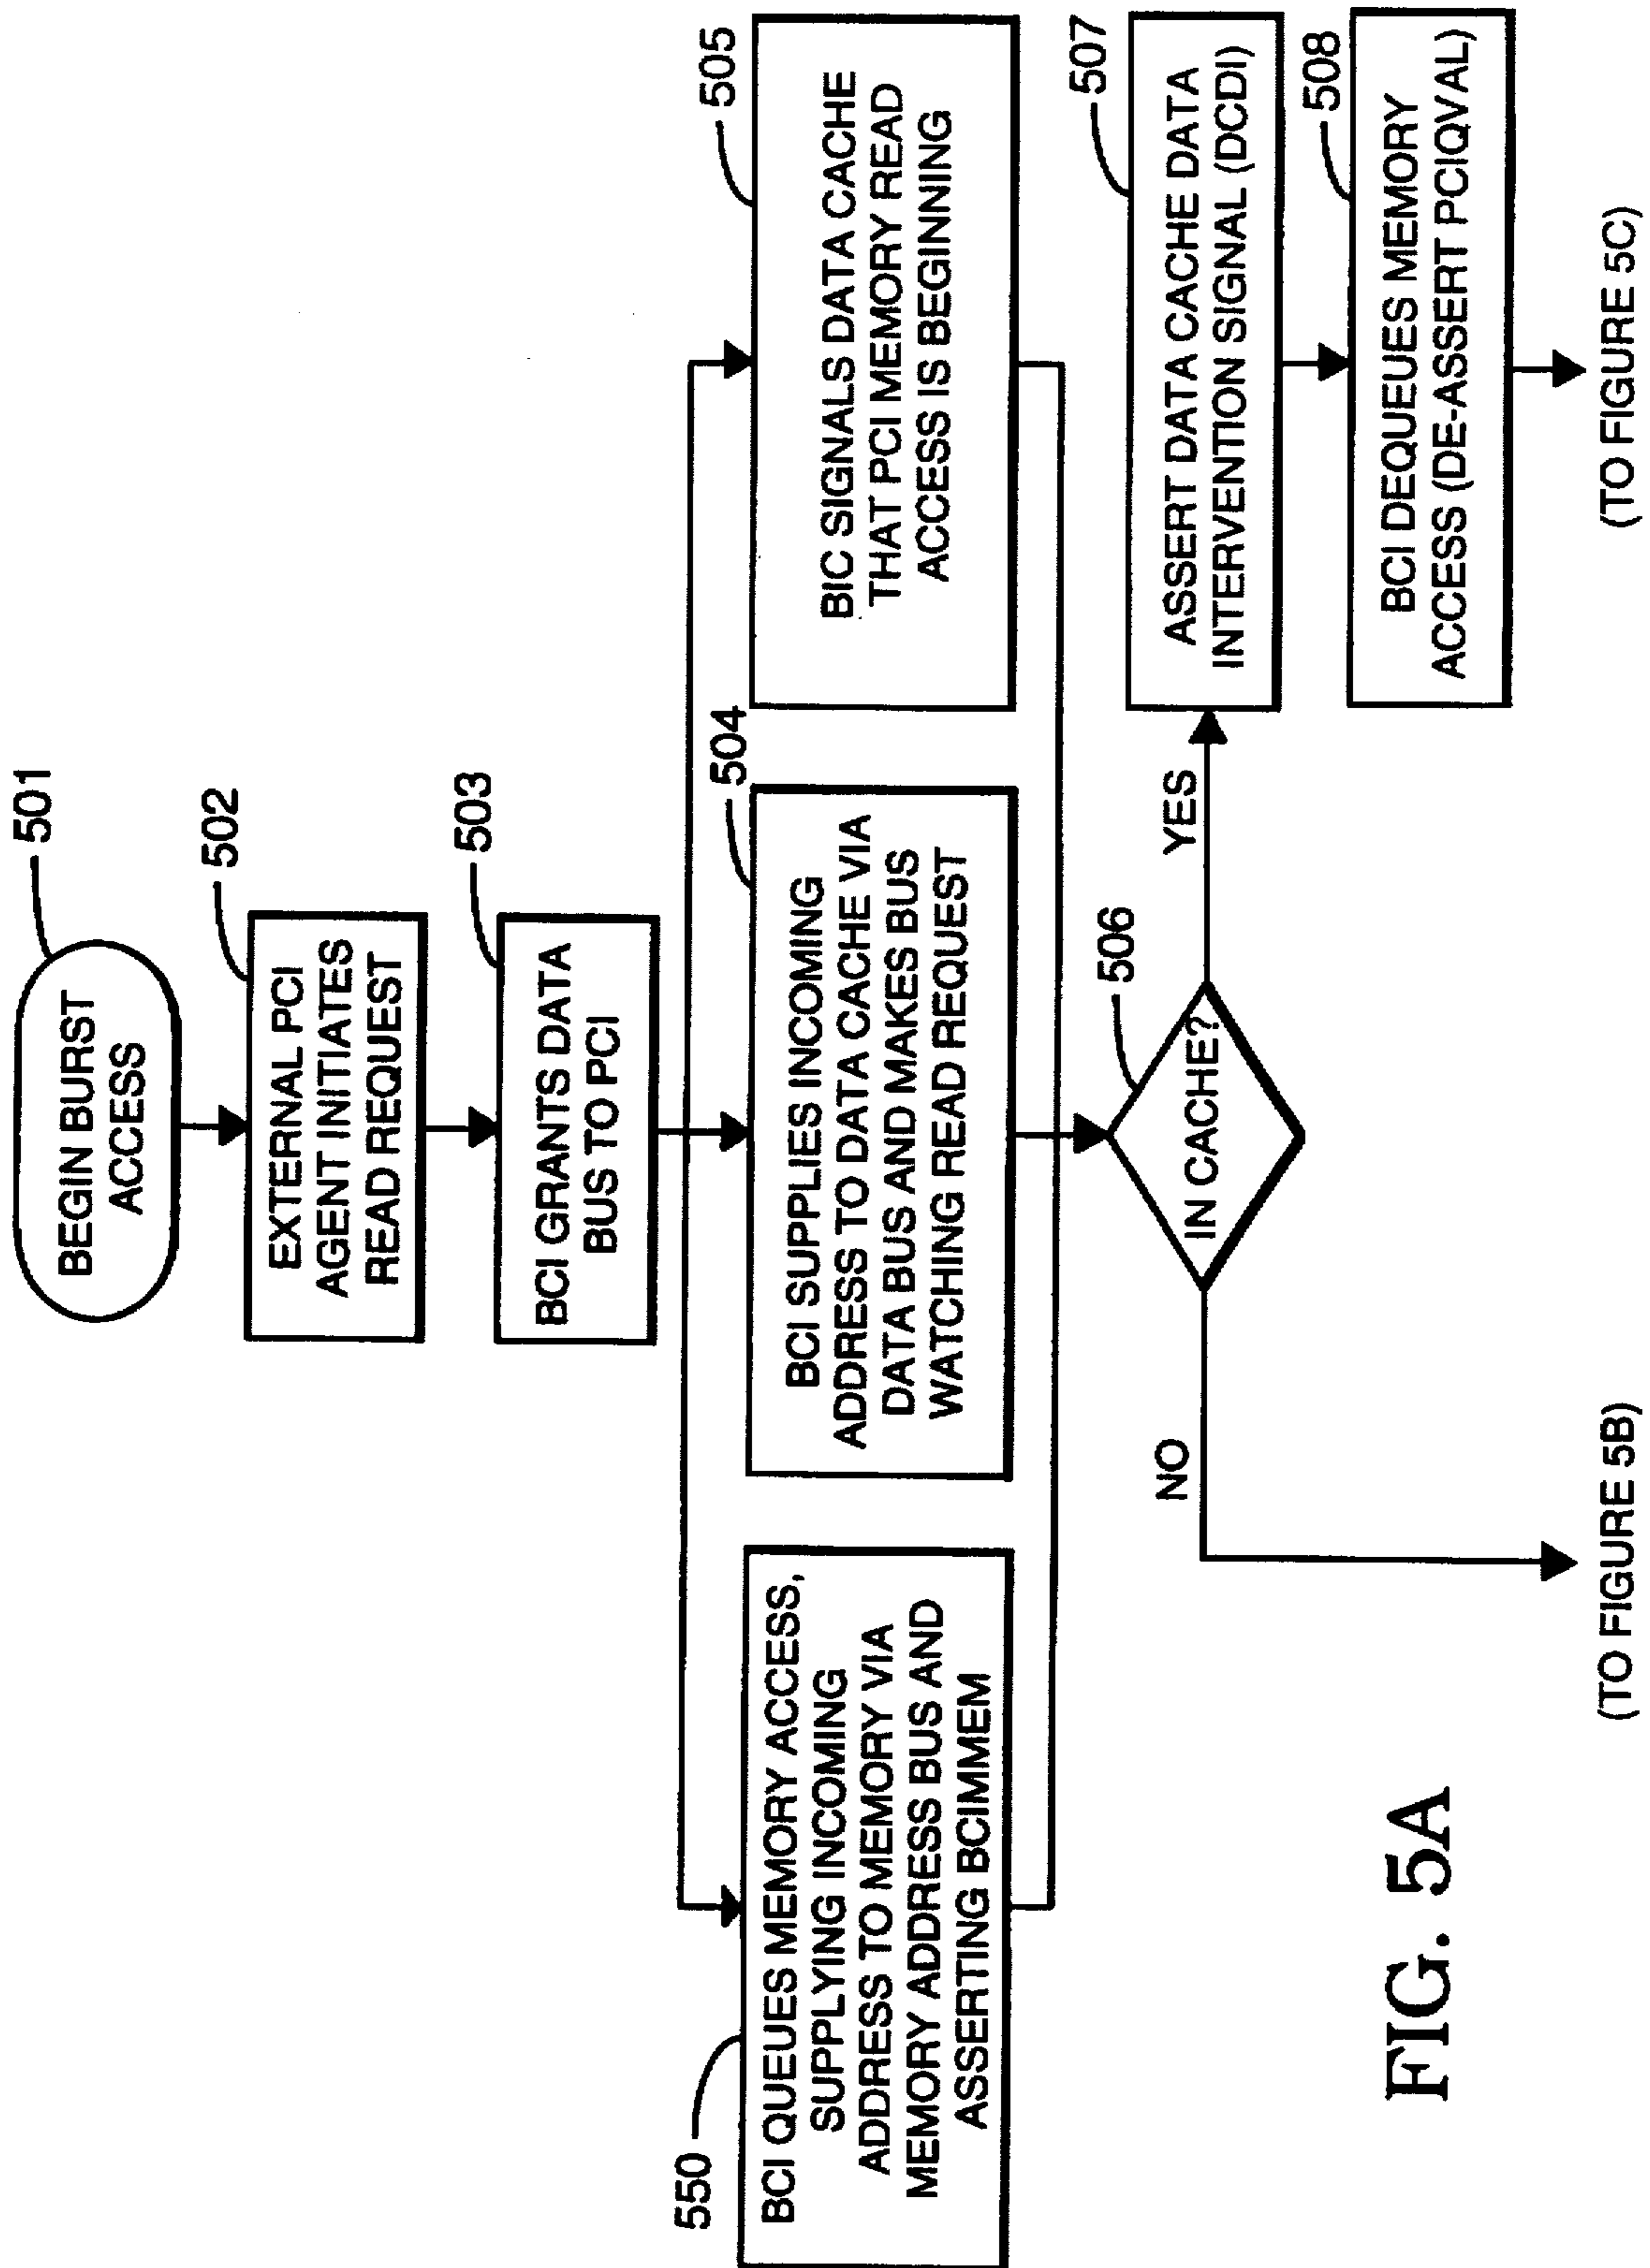 501
BEGIN BURST
ACCESS
502
EXTERNAL PCI
AGENT INITIATES
READ REQUEST
503
BCI GRANTS DATA
BUS TO PCI
550
BCI QUEUES MEMORY ACCESS,
SUPPLYING INCOMING
ADDRESS TO MEMORY VIA
MEMORY ADDRESS BUS AND
ASSERTING BCIMMEM
504
BCI SUPPLIES INCOMING
ADDRESS TO DATA CACHE VIA
DATA BUS AND MAKES BUS
WATCHING READ REQUEST
505
BIC SIGNALS DATA CACHE
THAT PCI MEMORY READ
ACCESS IS BEGINNING
506
IN CACHE?
NO
YES
507
ASSERT DATA CACHE DATA
INTERVENTION SIGNAL (DCDI)
508
BCI DEQUEUES MEMORY
ACCESS (DE-ASSERT PCIQVAL)
(TO FIGURE 5B)
(TO FIGURE 5C)
FIG. 5A